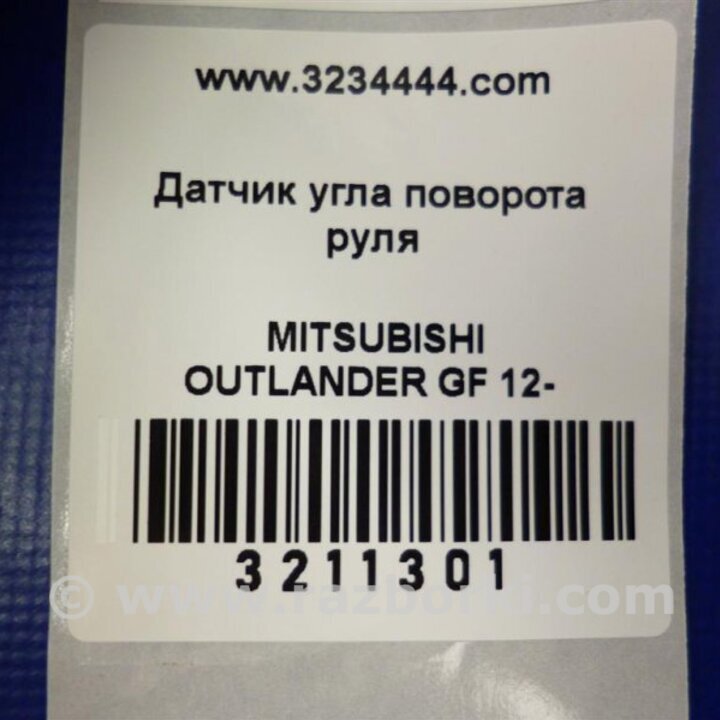 www.3234444.com
Датчик угла поворота
руля
MITSUBISHI
OUTLANDER GF 12-
3211301
© www.razborki.com